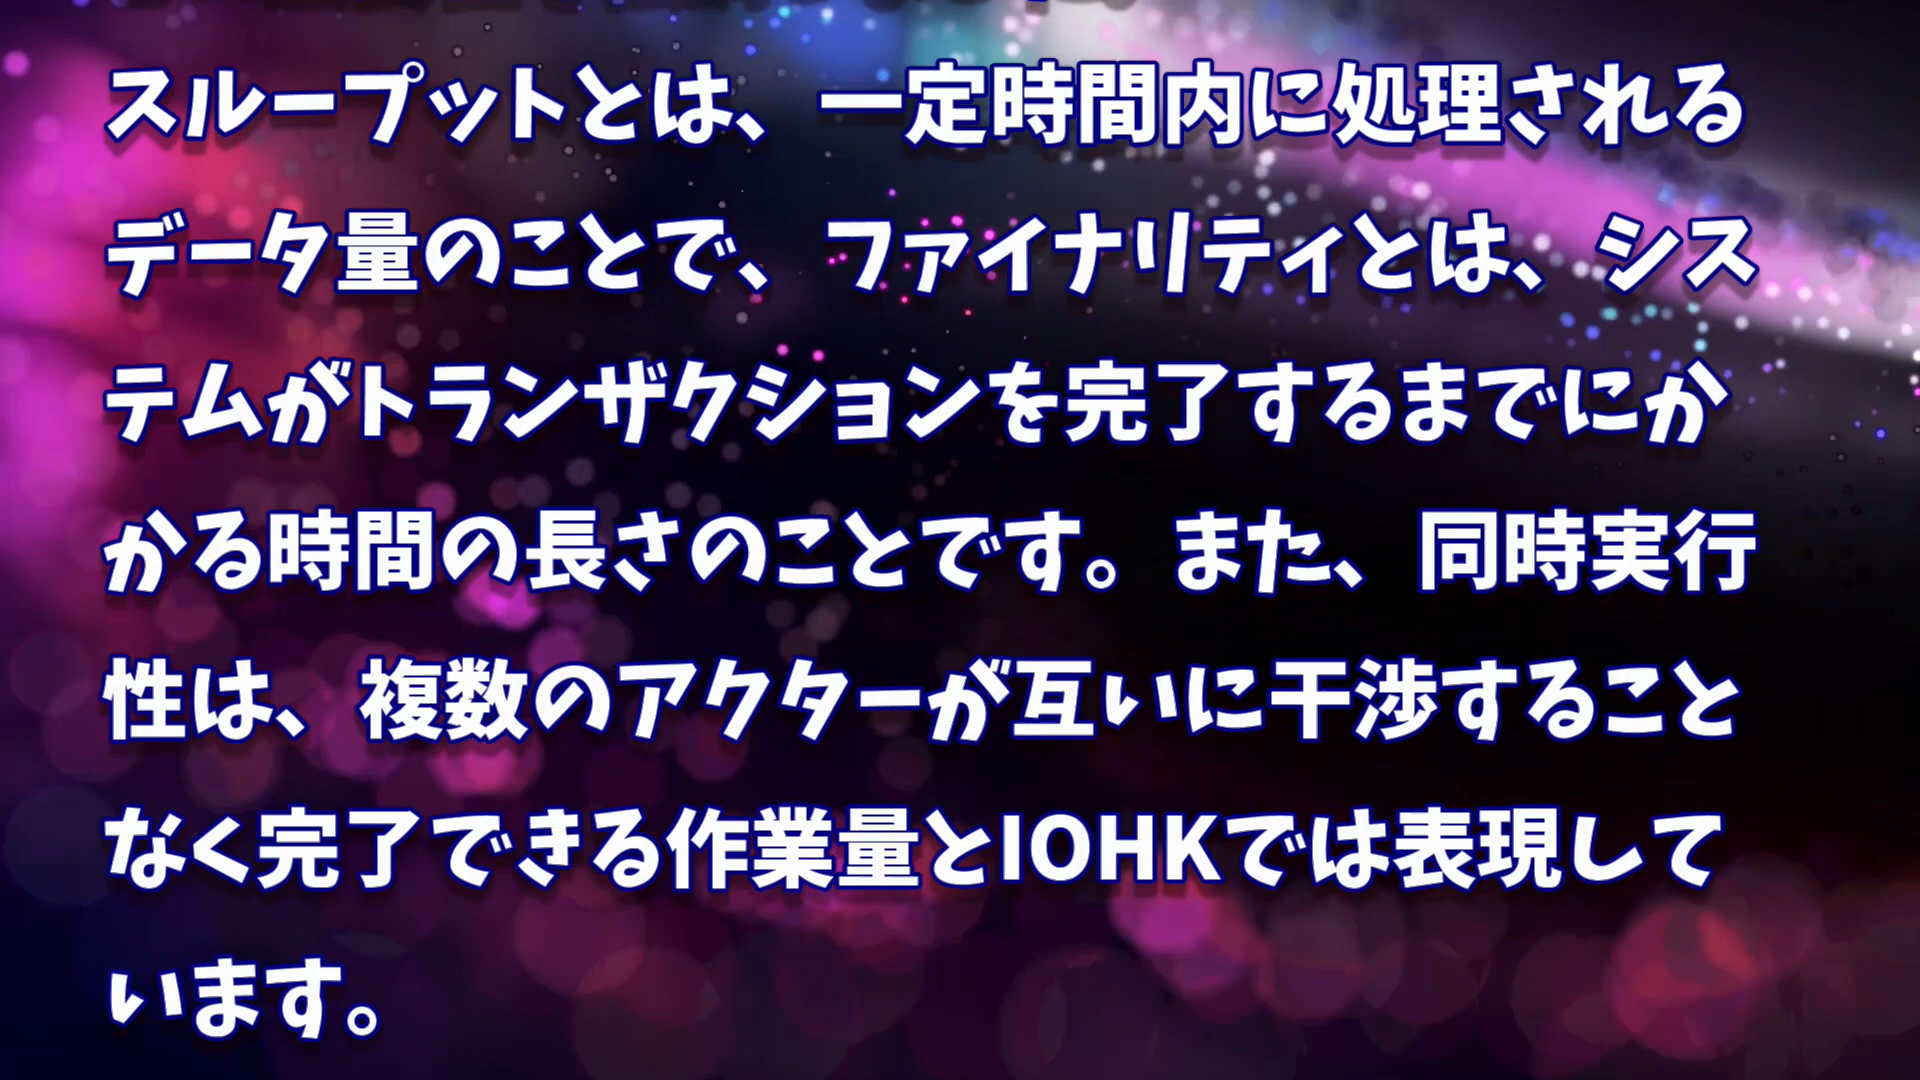 スループットとは、一定時間内に処理される
データ量のことで、ファイナリティとは、シス
テムがトランザクションを完了するまでにか
かる時間の長さのことです。また、同時実行
性は、複数のアクターが互いに干渉すること
なく完了できる作業量とIOHKでは表現して
います。